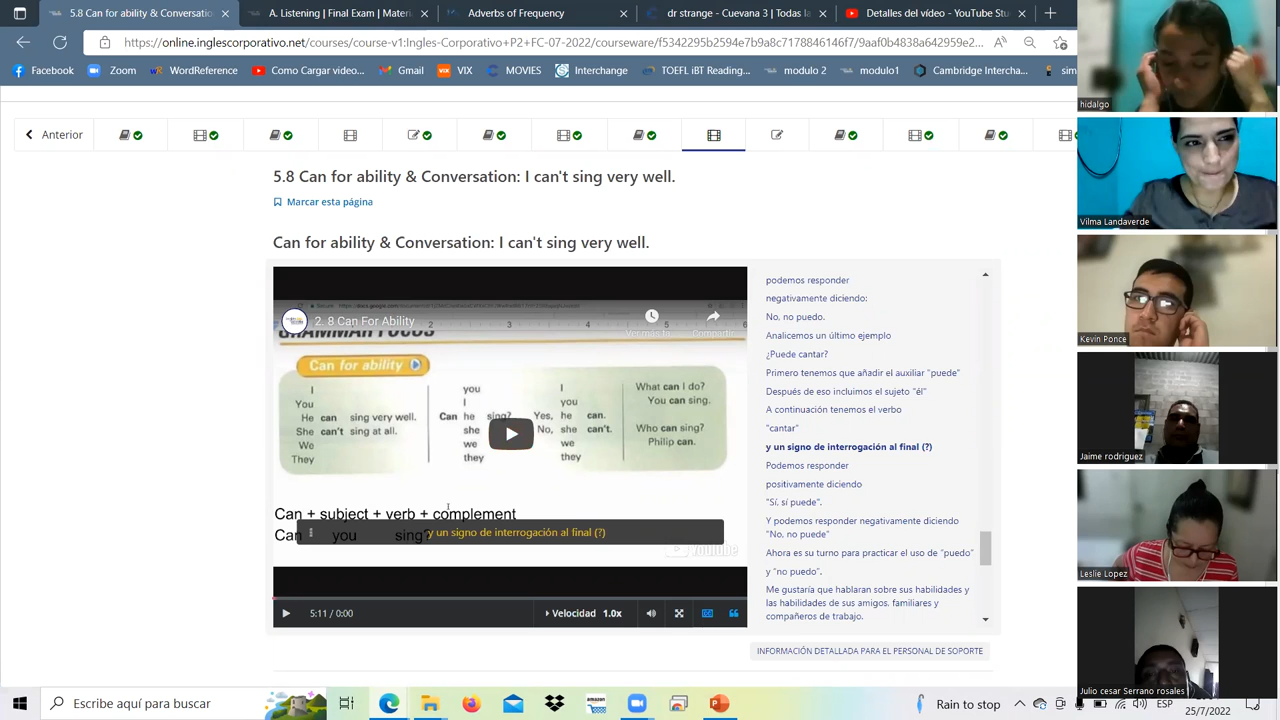 5.8 Can for ability & Conversat
A. Listening | Final Exam | Materi
Adverbs of Frequency
dr strange - Cuevana 3 | Todas la
Detalles del vídeo - YouTube Stu
https://online.inglescorporativo.net/courses/course-v1:Ingles-Corporativo+P2+FC-07-2022/courseware/f5342295b2594e7b9a8c7178846146f7/9aaf0b4838a642959e2...
Facebook
Zoom
WordReference
Como Cargar video...
Gmail
VIX
MOVIES
Interchange
TOEFL iBT Reading...
modulo 2
modulo1
Cambridge Intercha...
sim
Anterior
5.8 Can for ability & Conversation: I can't sing very well.
Marcar esta página
Can for ability & Conversation: I can't sing very well.
2. 8 Can For Ability
GRAMMAR FOCUS
Can for ability
I
You
He can sing very well.
She can't sing at all.
We
They
you
I
Can he sing?
she
we
they
I
you
Yes, he can.
No, she can't.
we
they
What can I do?
You can sing.
Who can sing?
Philip can.
Can + subject + verb + complement
Can you sing?
y un signo de interrogación al final (?)
YouTube
5:11 / 0:00
Velocidad 1.0x
podemos responder
negativamente diciendo:
No, no puedo.
Analicemos un último ejemplo
¿Puede cantar?
Primero tenemos que añadir el auxiliar "puede"
Después de eso incluimos el sujeto "él"
A continuación tenemos el verbo
"cantar"
y un signo de interrogación al final (?)
Podemos responder
positivamente diciendo
"Sí, sí puede".
Y podemos responder negativamente diciendo
"No, no puede"
Ahora es su turno para practicar el uso de "puedo"
y "no puedo".
Me gustaría que hablaran sobre sus habilidades y
las habilidades de sus amigos, familiares y
compañeros de trabajo.
INFORMACIÓN DETALLADA PARA EL PERSONAL DE SOPORTE
hidalgo
Vilma Landaverde
Kevin Ponce
Jaime rodriguez
Leslie Lopez
Julio cesar Serrano rosales
Escribe aquí para buscar
amazon
Rain to stop
ESP
25/7/2022